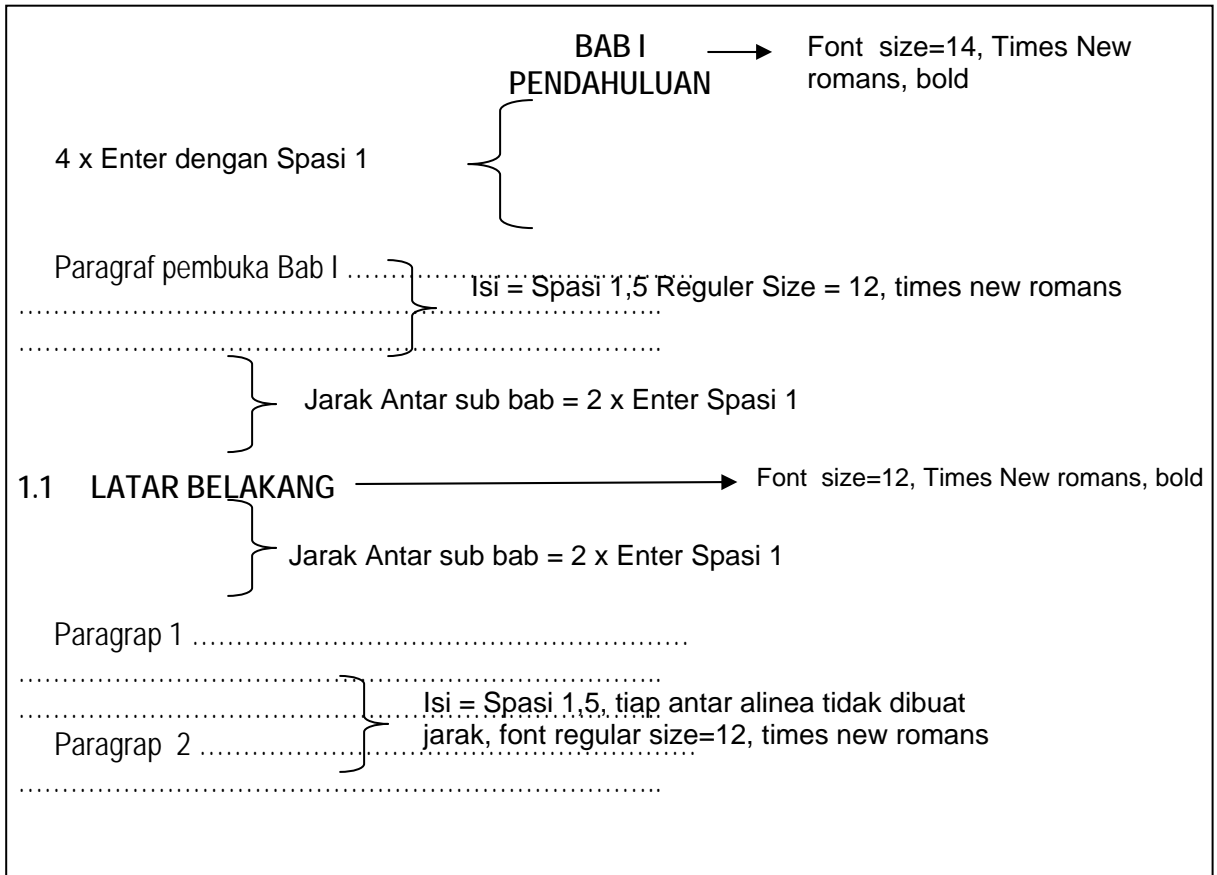 BAB I
Font size=14, Times New
PENDAHULUAN
romans, bold
4 x Enter dengan Spasi 1
Paragraf pembuka Bab I ……………………………………
Isi = Spasi 1,5 Reguler Size = 12, times new romans
………………………………………………………………..
………………………………………………………………..
Jarak Antar sub bab = 2 x Enter Spasi 1
1.1 LATAR BELAKANG
Font size=12, Times New romans, bold
Jarak Antar sub bab = 2 x Enter Spasi 1
Paragrap 1 …………………………………………………
………………………………………………………………..
Isi = Spasi 1,5, tiap antar alinea tidak dibuat
………………………………………………………………..
jarak, font regular size=12, times new romans
Paragrap 2 …………………………………………………
………………………………………………………………..